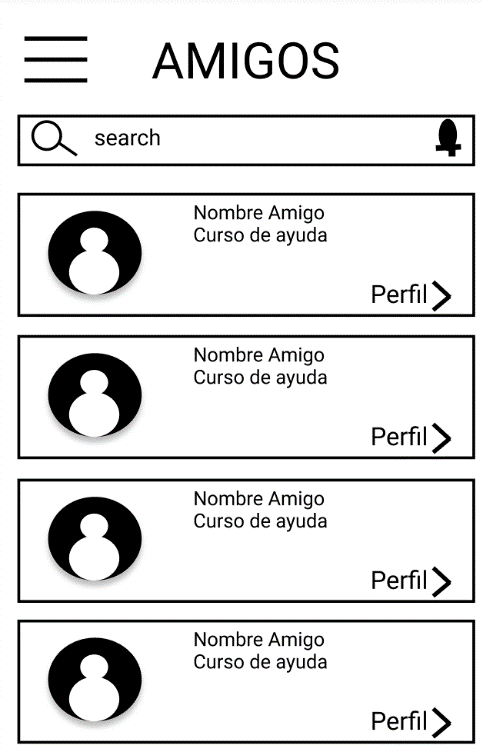 AMIGOS
search
Nombre Amigo
Curso de ayuda
Perfil
Nombre Amigo
Curso de ayuda
Perfil
Nombre Amigo
Curso de ayuda
Perfil
Nombre Amigo
Curso de ayuda
Perfil